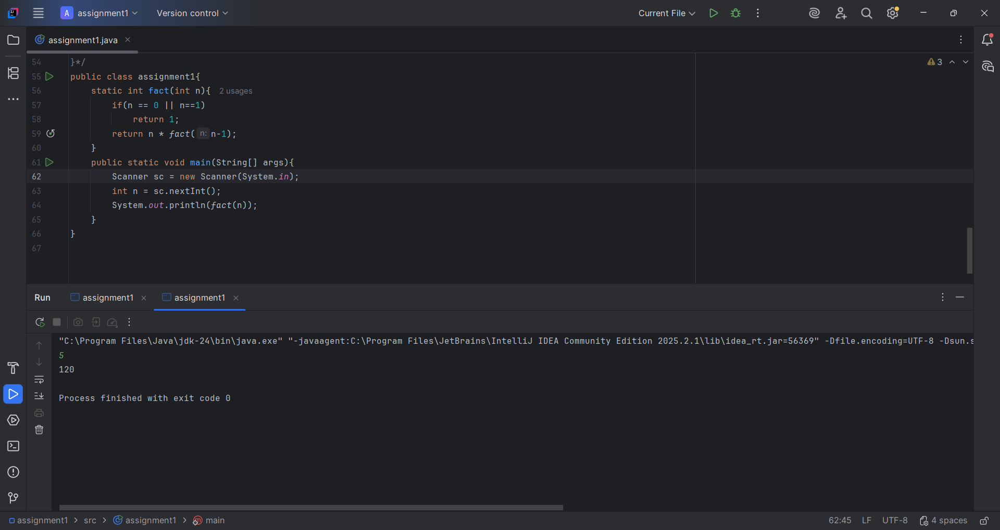 A assignment1 Version control Current File
assignment1.java
54 }*/
3
55 public class assignment1{
56 static int fact(int n){ 2 usages
57 if(n == 0 || n==1)
58 return 1;
59 return n * fact( n: n-1);
60 }
61 public static void main(String[] args){
62 Scanner sc = new Scanner(System.in);
63 int n = sc.nextInt();
64 System.out.println(fact(n));
65 }
66 }
67
Run assignment1 assignment1
"C:\Program Files\Java\jdk-24\bin\java.exe" "-javaagent:C:\Program Files\JetBrains\IntelliJ IDEA Community Edition 2025.2.1\lib\idea_rt.jar=56369" -Dfile.encoding=UTF-8 -Dsun.s
5
120
Process finished with exit code 0
assignment1 > src > assignment1 > main 62:45 LF UTF-8 4 spaces